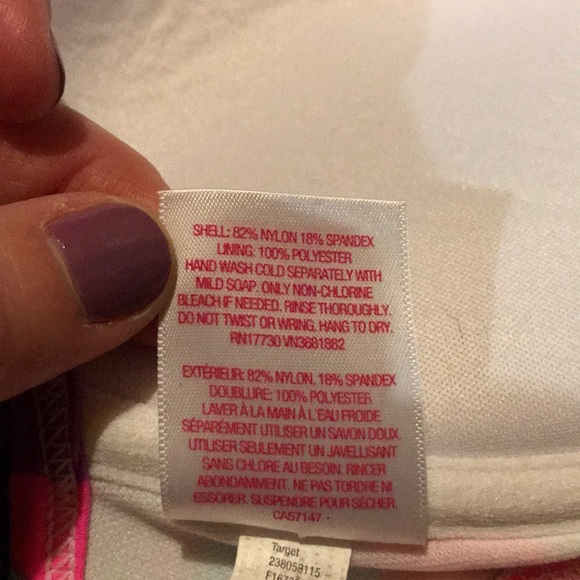 SHELL: 82% NYLON 18% SPANDEX
LINING: 100% POLYESTER
HAND WASH COLD SEPARATELY WITH
MILD SOAP. ONLY NON-CHLORINE
BLEACH IF NEEDED. RINSE THOROUGHLY.
DO NOT TWIST OR WRING. HANG TO DRY.
RN17730 VN3681882
EXTÉRIEUR: 82% NYLON, 18% SPANDEX
DOUBLURE: 100% POLYESTER
LAVER À LA MAIN À L'EAU FROIDE
SÉPARÉMENT UTILISER UN SAVON DOUX.
UTILISER SEULEMENT UN JAVELLISANT
SANS CHLORE AU BESOIN. RINCER
ABONDAMMENT. NE PAS TORDRE NI
ESSORER. SUSPENDRE POUR SÉCHER.
CA57147 -
Target
238058115